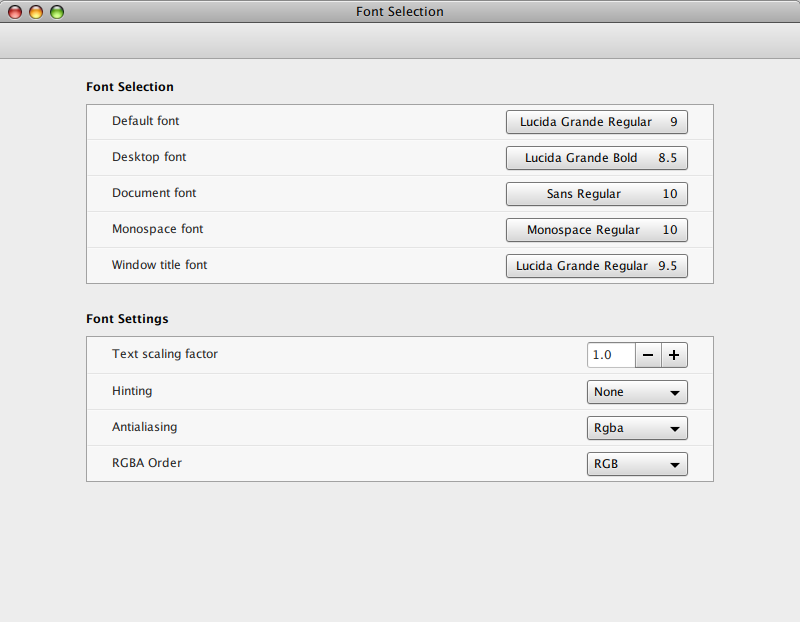 Font Selection
Font Selection
Default font Lucida Grande Regular 9
Desktop font Lucida Grande Bold 8.5
Document font Sans Regular 10
Monospace font Monospace Regular 10
Window title font Lucida Grande Regular 9.5
Font Settings
Text scaling factor 1.0
Hinting None
Antialiasing Rgba
RGBA Order RGB